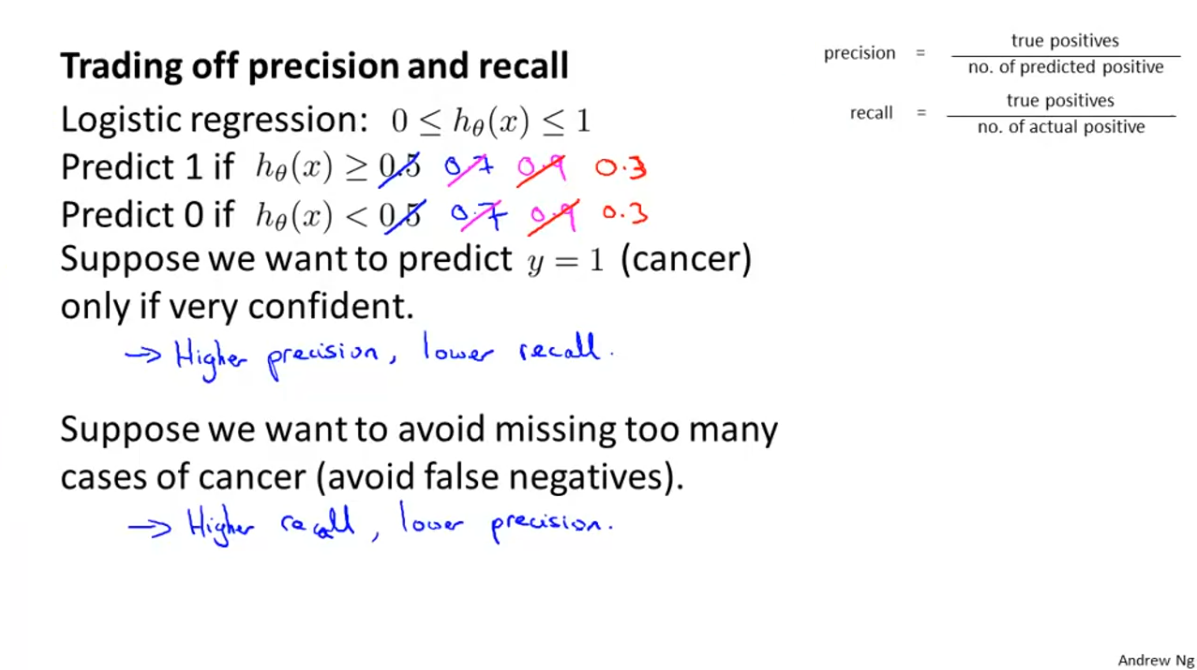 Trading off precision and recall
Logistic regression: 0 ≤ hθ(x) ≤ 1
Predict 1 if hθ(x) ≥ 0.5 0.7 0.9 0.3
Predict 0 if hθ(x) < 0.5 0.7 0.9 0.3
Suppose we want to predict y = 1 (cancer)
only if very confident.
→ Higher precision, lower recall.
Suppose we want to avoid missing too many
cases of cancer (avoid false negatives).
→ Higher recall, lower precision.
precision = true positives
no. of predicted positive
recall = true positives
no. of actual positive
Andrew Ng